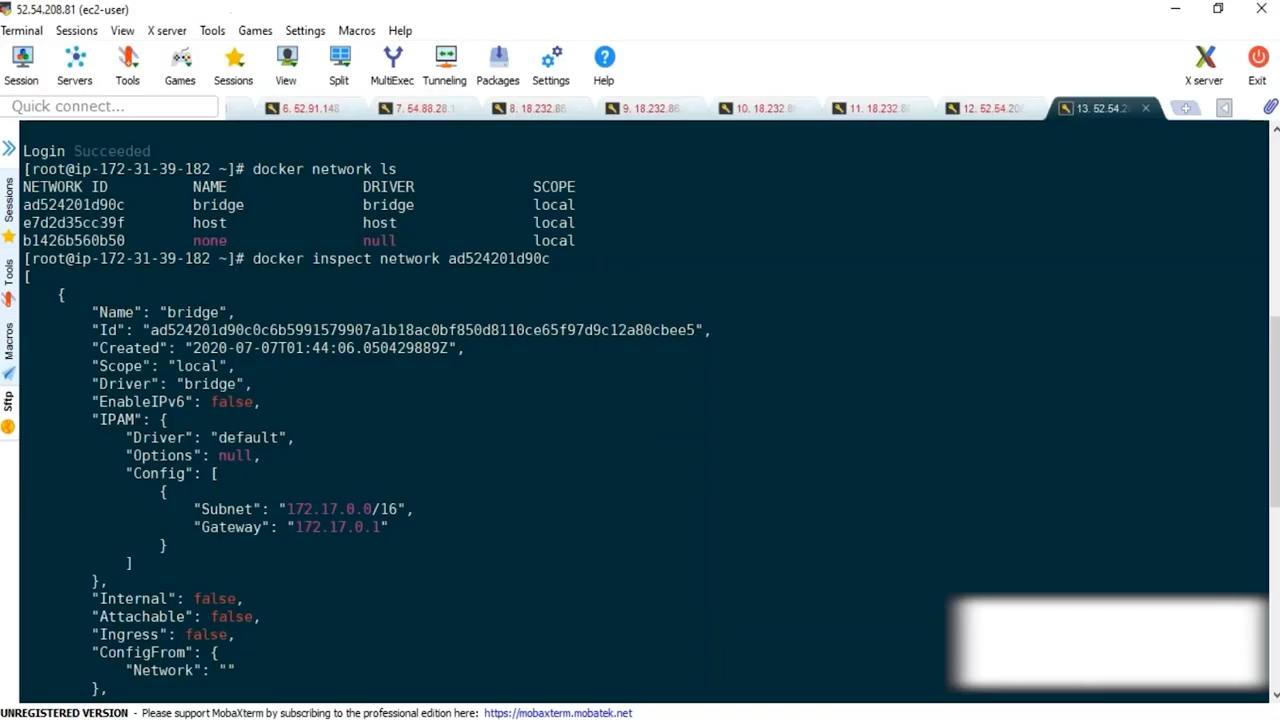 52.54.208.81 (ec2-user)
Terminal Sessions View X server Tools Games Settings Macros Help
Session Servers Tools Games Sessions View Split MultiExec Tunneling Packages Settings Help X server Exit
Quick connect... 6. 52.91.148 7. 54.88.28.1 8. 18.232.86 9. 18.232.86 10. 18.232.8 11. 18.232.8 12. 52.54.20 13. 52.54.2
Sessions
Tools
Macros
Sftp
Login Succeeded
[root@ip-172-31-39-182 ~]# docker network ls
NETWORK ID NAME DRIVER SCOPE
ad524201d90c bridge bridge local
e7d2d35cc39f host host local
b1426b560b50 none null local
[root@ip-172-31-39-182 ~]# docker inspect network ad524201d90c
[
{
"Name": "bridge",
"Id": "ad524201d90c0c6b5991579907a1b18ac0bf850d8110ce65f97d9c12a80cbee5",
"Created": "2020-07-07T01:44:06.050429889Z",
"Scope": "local",
"Driver": "bridge",
"EnableIPv6": false,
"IPAM": {
"Driver": "default",
"Options": null,
"Config": [
{
"Subnet": "172.17.0.0/16",
"Gateway": "172.17.0.1"
}
]
},
"Internal": false,
"Attachable": false,
"Ingress": false,
"ConfigFrom": {
"Network": ""
},
UNREGISTERED VERSION - Please support MobaXterm by subscribing to the professional edition here: https://mobaxterm.mobatek.net